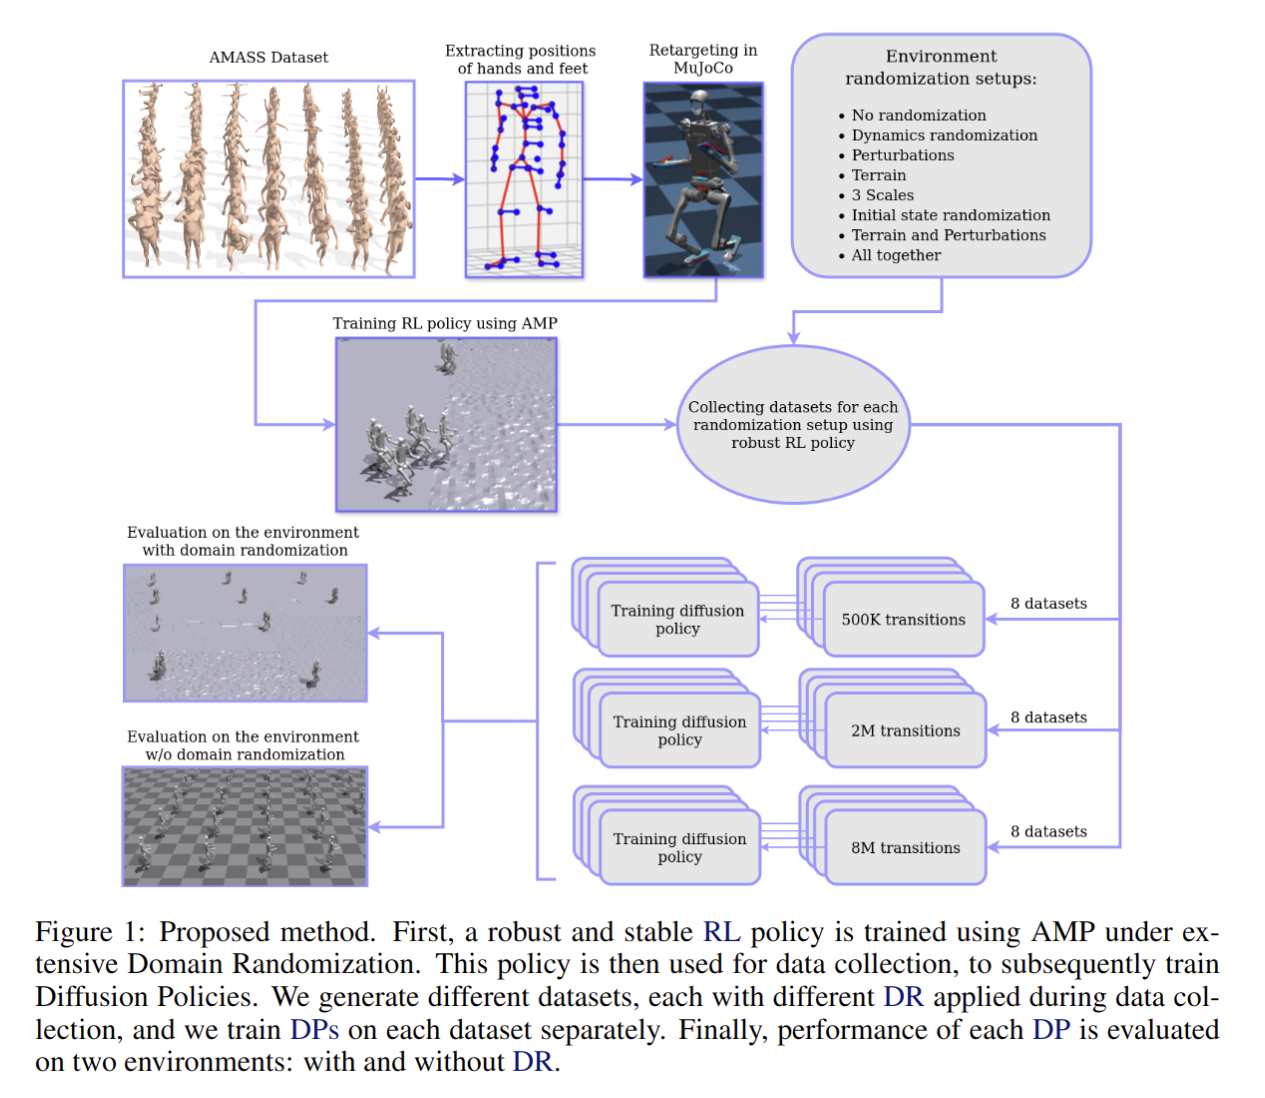 AMASS Dataset
Extracting positions
of hands and feet
Retargeting in
MuJoCo
Environment
randomization setups:
• No randomization
• Dynamics randomization
• Perturbations
• Terrain
• 3 Scales
• Initial state randomization
• Terrain and Perturbations
• All together
Training RL policy using AMP
Collecting datasets for each
randomization setup using
robust RL policy
Evaluation on the environment
with domain randomization
Training diffusion
policy
500K transitions
8 datasets
Training diffusion
policy
2M transitions
8 datasets
Evaluation on the environment
w/o domain randomization
Training diffusion
policy
8M transitions
8 datasets
Figure 1: Proposed method. First, a robust and stable RL policy is trained using AMP under ex-
tensive Domain Randomization. This policy is then used for data collection, to subsequently train
Diffusion Policies. We generate different datasets, each with different DR applied during data col-
lection, and we train DPs on each dataset separately. Finally, performance of each DP is evaluated
on two environments: with and without DR.